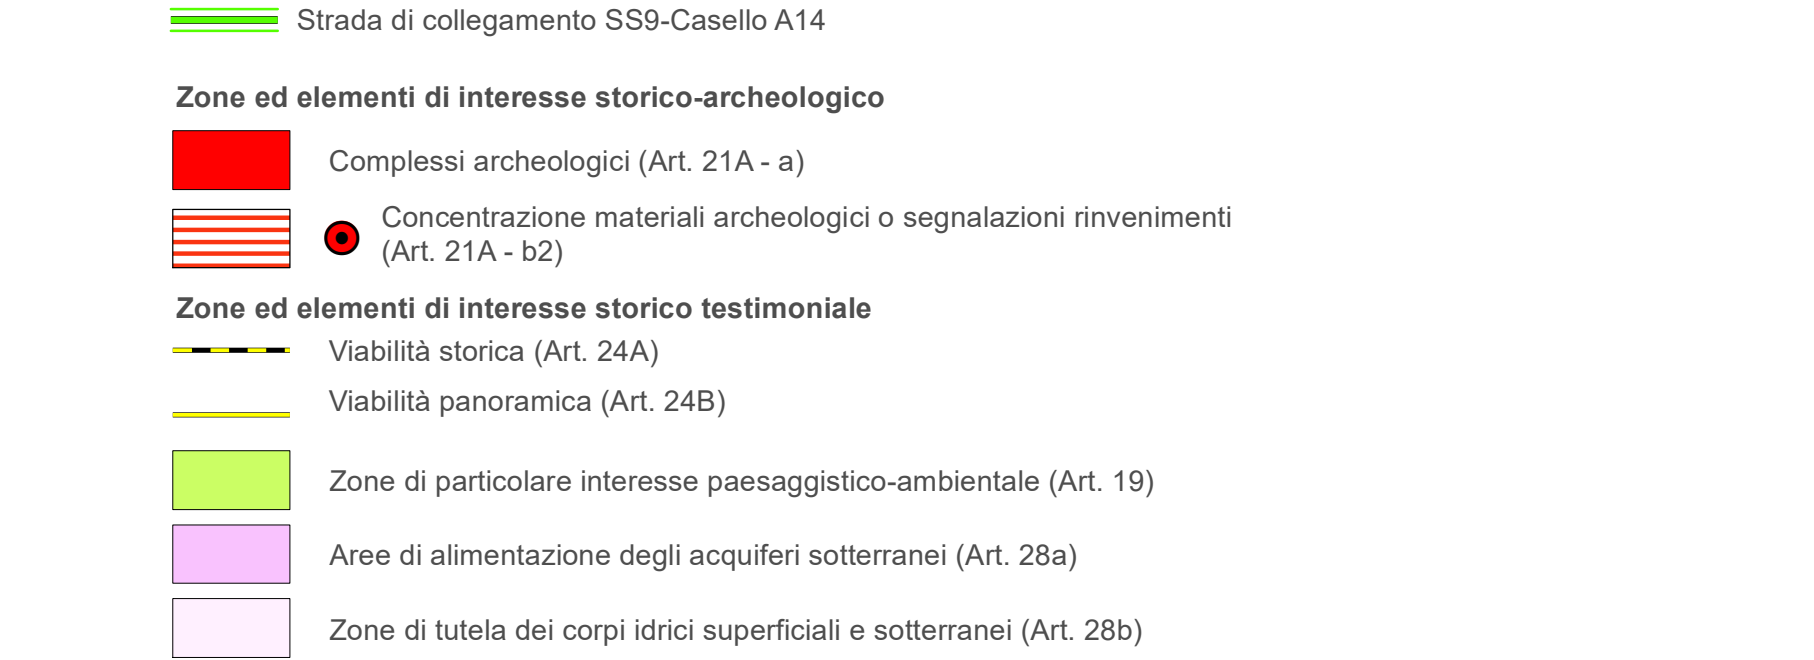 Strada di collegamento SS9-Casello A14
Zone ed elementi di interesse storico-archeologico
Complessi archeologici (Art. 21A - a)
Concentrazione materiali archeologici o segnalazioni rinvenimenti
(Art. 21A - b2)
Zone ed elementi di interesse storico testimoniale
Viabilità storica (Art. 24A)
Viabilità panoramica (Art. 24B)
Zone di particolare interesse paesaggistico-ambientale (Art. 19)
Aree di alimentazione degli acquiferi sotterranei (Art. 28a)
Zone di tutela dei corpi idrici superficiali e sotterranei (Art. 28b)